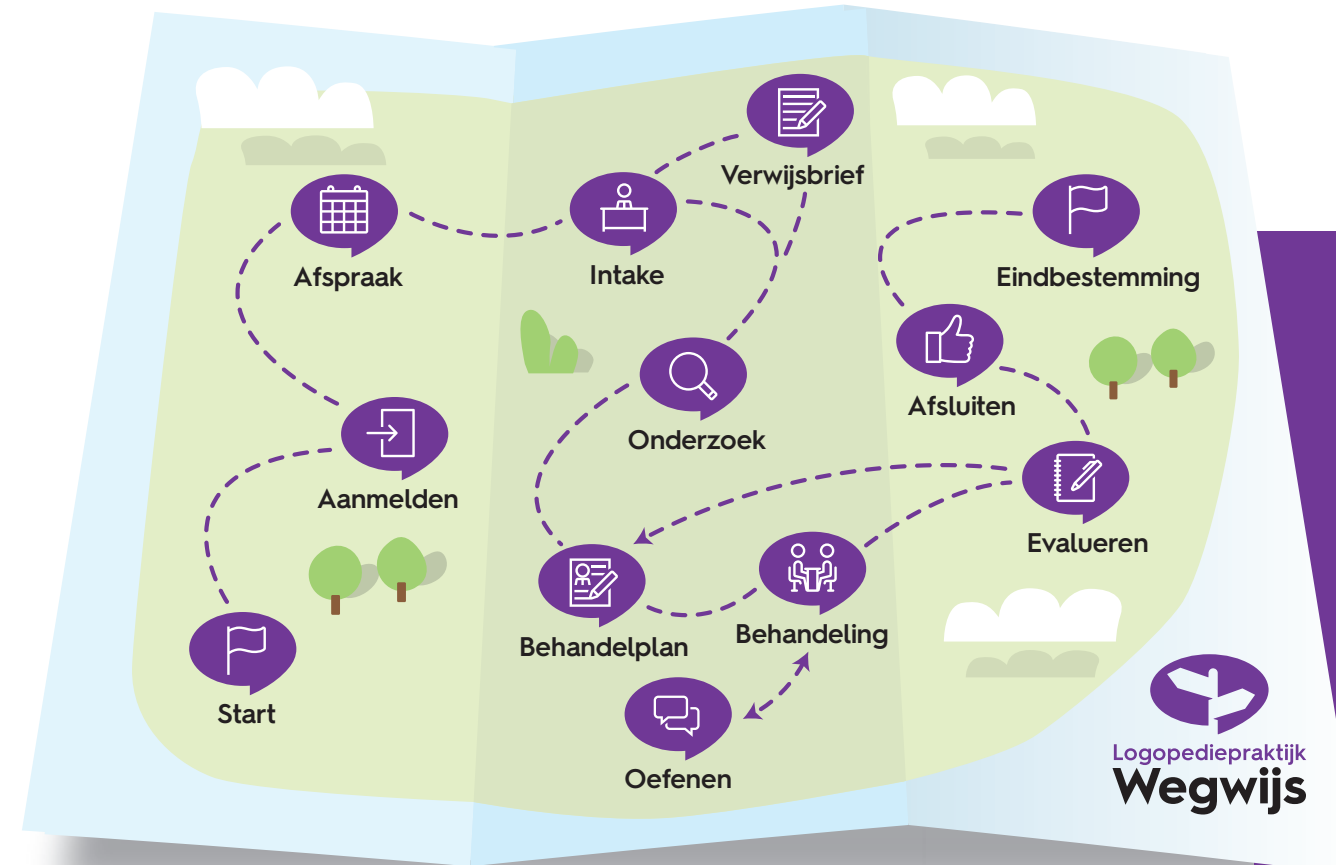 Verwijsbrief
Afspraak
Intake
Eindbestemming
Afsluiten
Onderzoek
Aanmelden
Evalueren
Behandeling
Behandelplan
Start
Oefenen
Logopediepraktijk
Wegwijs